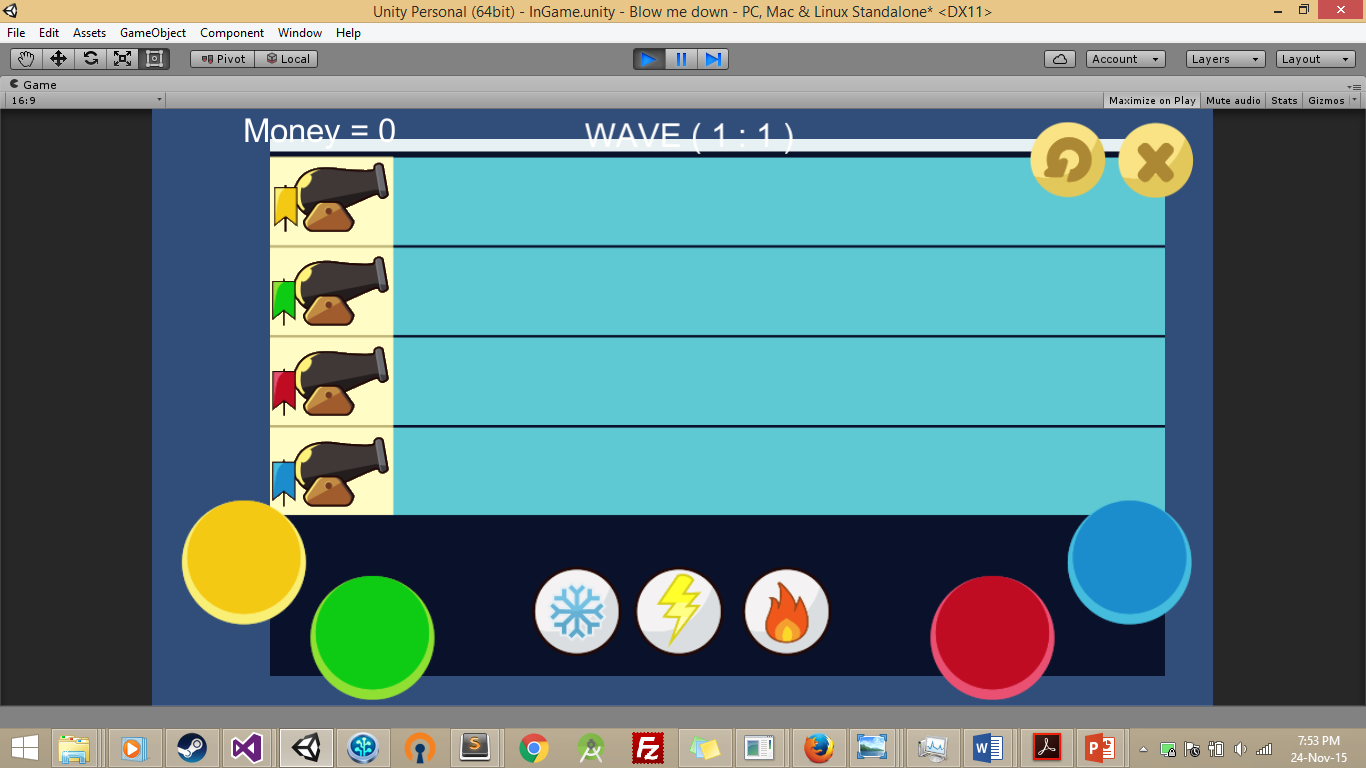 Unity Personal (64bit) - InGame.unity - Blow me down - PC, Mac & Linux Standalone* <DX11>
File Edit Assets GameObject Component Window Help
Pivot Local Account Layers Layout
Game
16:9 Maximize on Play Mute audio Stats Gizmos
Money = 0 WAVE ( 1 : 1 )
S Fz W P
7:53 PM
24-Nov-15